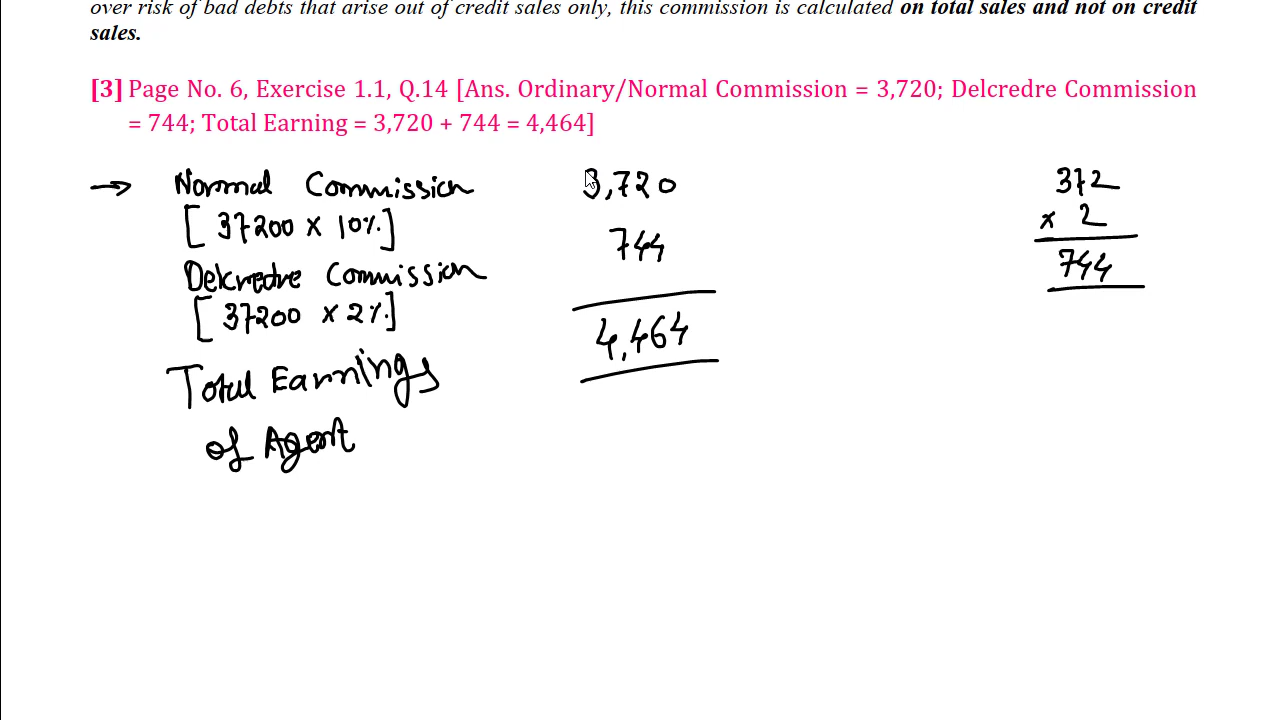 over risk of bad debts that arise out of credit sales only, this commission is calculated on total sales and not on credit
sales.
[3] Page No. 6, Exercise 1.1, Q.14 [Ans. Ordinary/Normal Commission = 3,720; Delcredre Commission
= 744; Total Earning = 3,720 + 744 = 4,464]
→ Normal Commission 3,720
[37200 x 10%]
744
Delcredre Commission
[37200 x 2%]
4,464
Total Earnings
of Agent
372
x 2
744